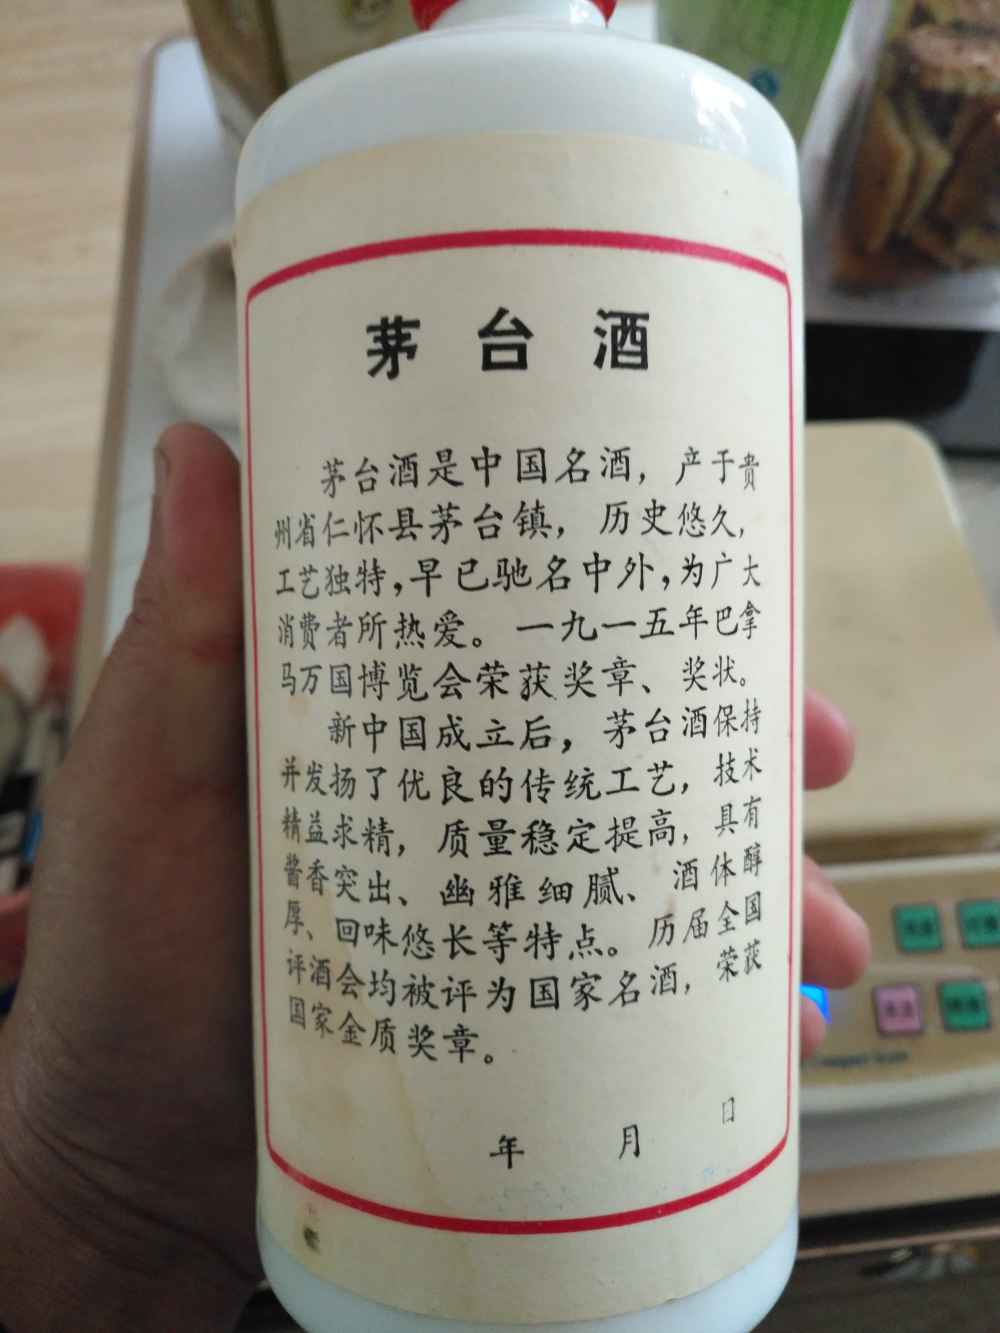 茅台酒
茅台酒是中国名酒，产于贵
州省仁怀县茅台镇，历史悠久，
工艺独特，早已驰名中外，为广大
消费者所热爱。一九一五年巴拿
马万国博览会荣获奖章、奖状。
新中国成立后，茅台酒保持
并发扬了优良的传统工艺，技术
精益求精，质量稳定提高，具有
酱香突出、幽雅细腻、酒体醇
厚、回味悠长等特点。历届全国
评酒会均被评为国家名酒，荣获
国家金质奖章。
年 月 日